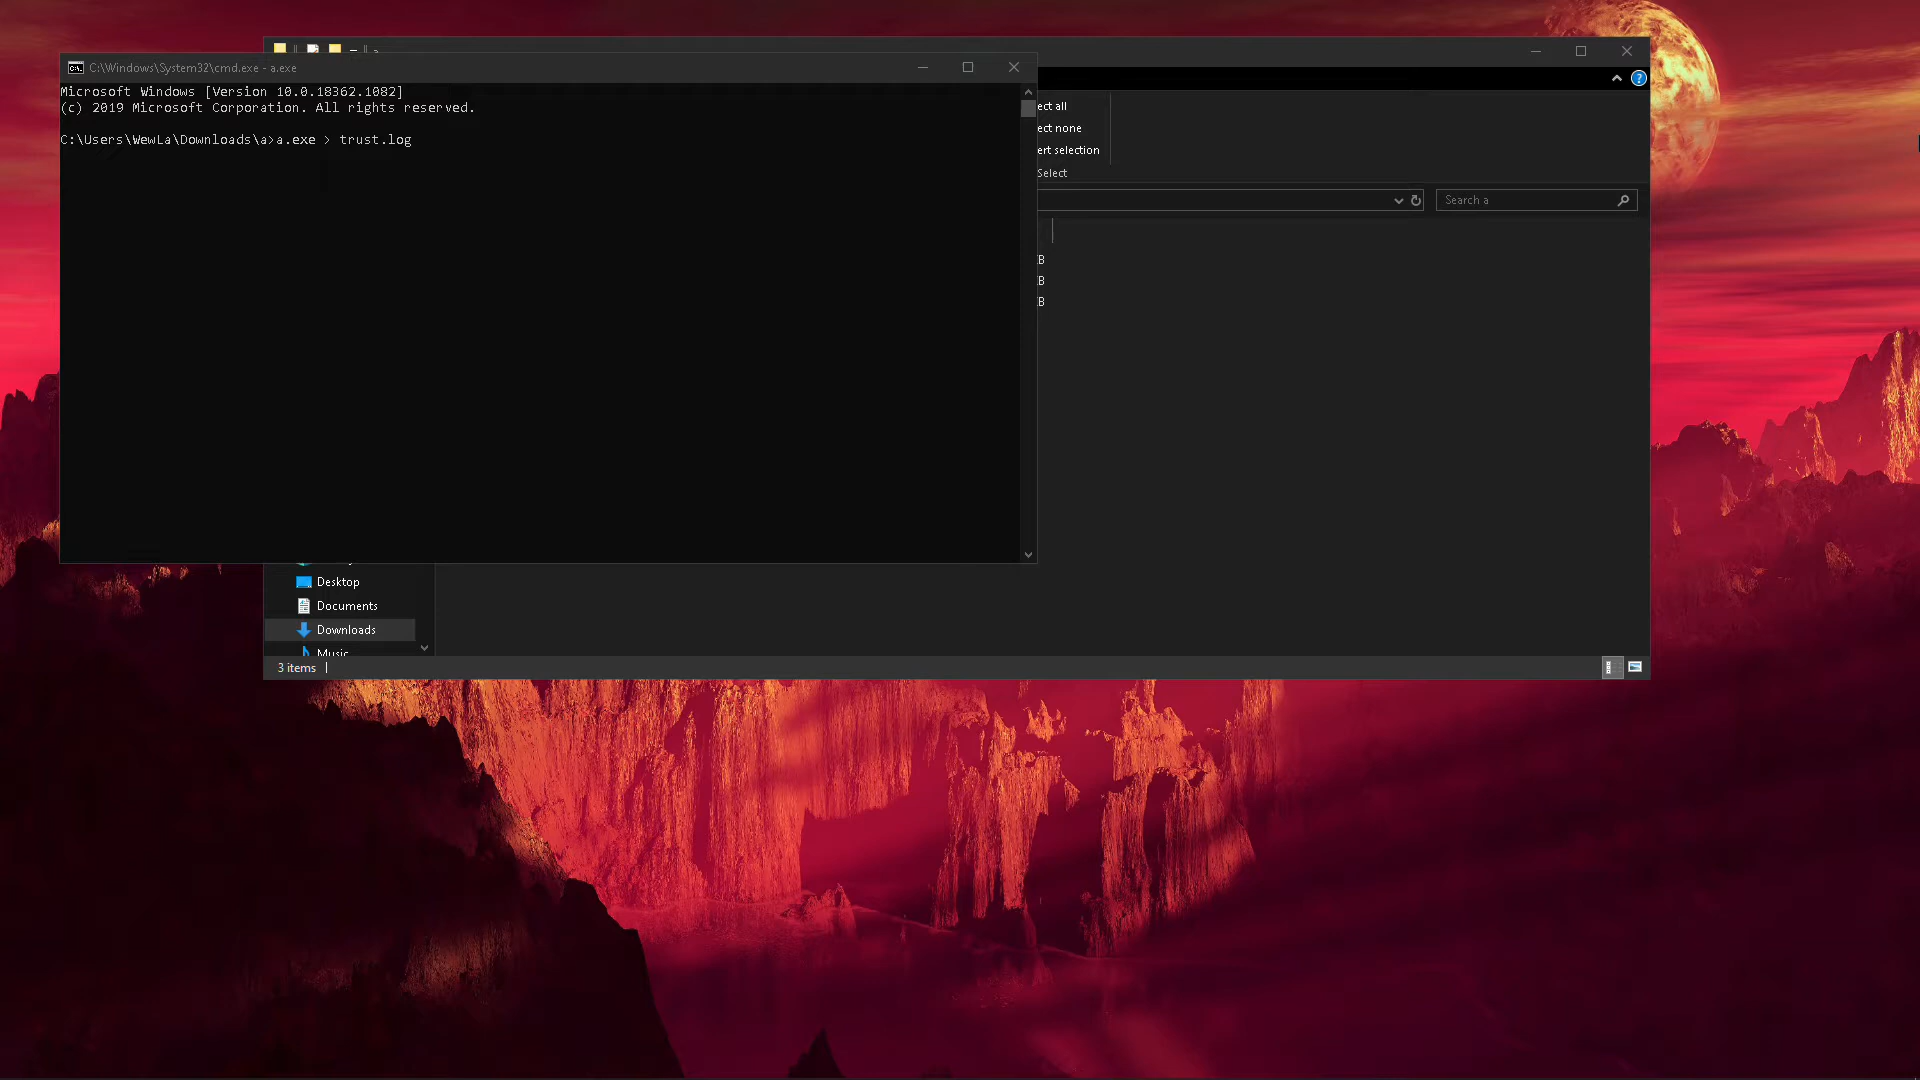 C:\Windows\System32\cmd.exe - a.exe
Microsoft Windows [Version 10.0.18362.1082]
(c) 2019 Microsoft Corporation. All rights reserved.
C:\Users\WewLa\Downloads\a>a.exe > trust.log
ect all
ect none
ert selection
Select
Search a
B
B
B
Desktop
Documents
Downloads
Music
3 items